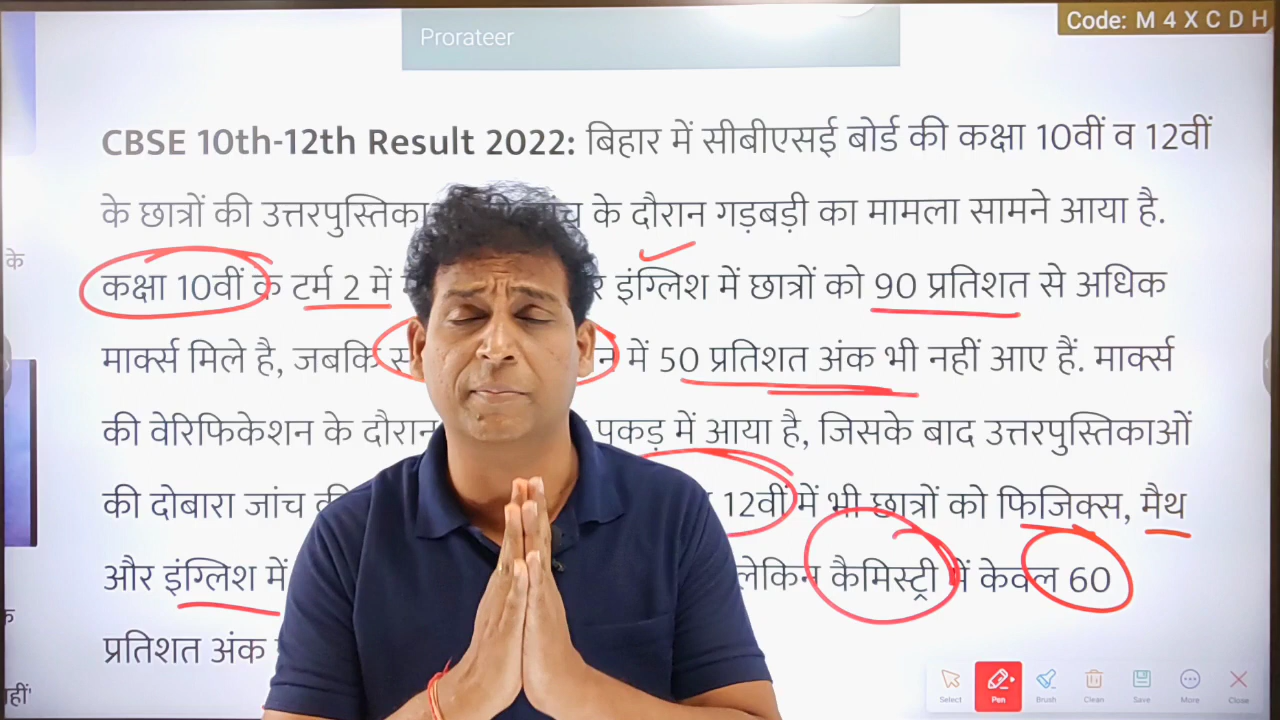 Code: M 4 X C D H
Prorateer
CBSE 10th-12th Result 2022: बिहार में सीबीएसई बोर्ड की कक्षा 10वीं व 12वीं
के छात्रों की उत्तरपुस्तिका के दौरान गड़बड़ी का मामला सामने आया है.
के
कक्षा 10वीं के टर्म 2 में इंग्लिश में छात्रों को 90 प्रतिशत से अधिक
मार्क्स मिले है, जबकि में 50 प्रतिशत अंक भी नहीं आए हैं. मार्क्स
की वेरिफिकेशन के दौरान पकड़ में आया है, जिसके बाद उत्तरपुस्तिकाओं
की दोबारा जांच 12वीं में भी छात्रों को फिजिक्स, मैथ
और इंग्लिश में लेकिन कैमिस्ट्री में केवल 60
प्रतिशत अंक
Select Pen Brush Clean Save More Close